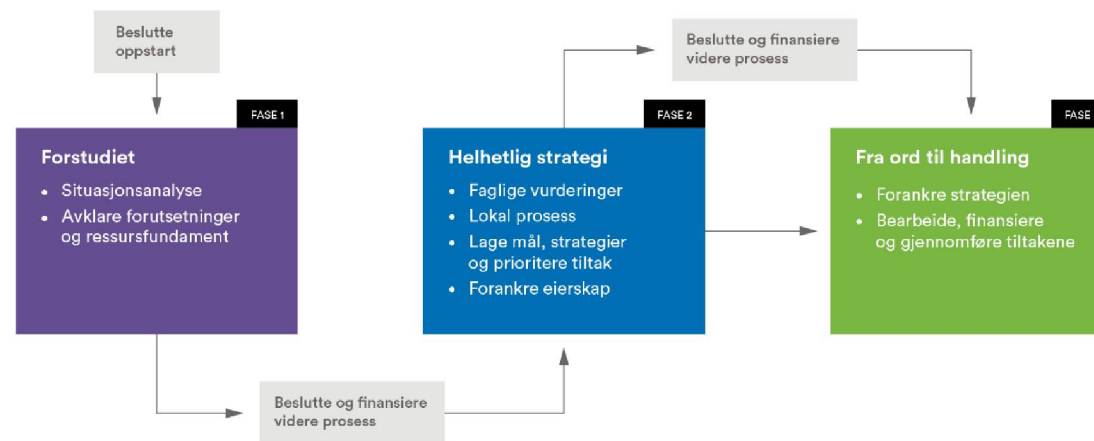 Beslutte
oppstart
FASE 1
Forstudiet
• Situasjonsanalyse
• Avklare forutsetninger
og ressursfundament
Beslutte og finansiere
videre prosess
FASE 2
Helhetlig strategi
• Faglige vurderinger
• Lokal prosess
• Lage mål, strategier
og prioritere tiltak
• Forankre eierskap
Beslutte og finansiere
videre prosess
FASE
Fra ord til handling
• Forankre strategien
• Bearbeide, finansiere
og gjennomføre tiltakene